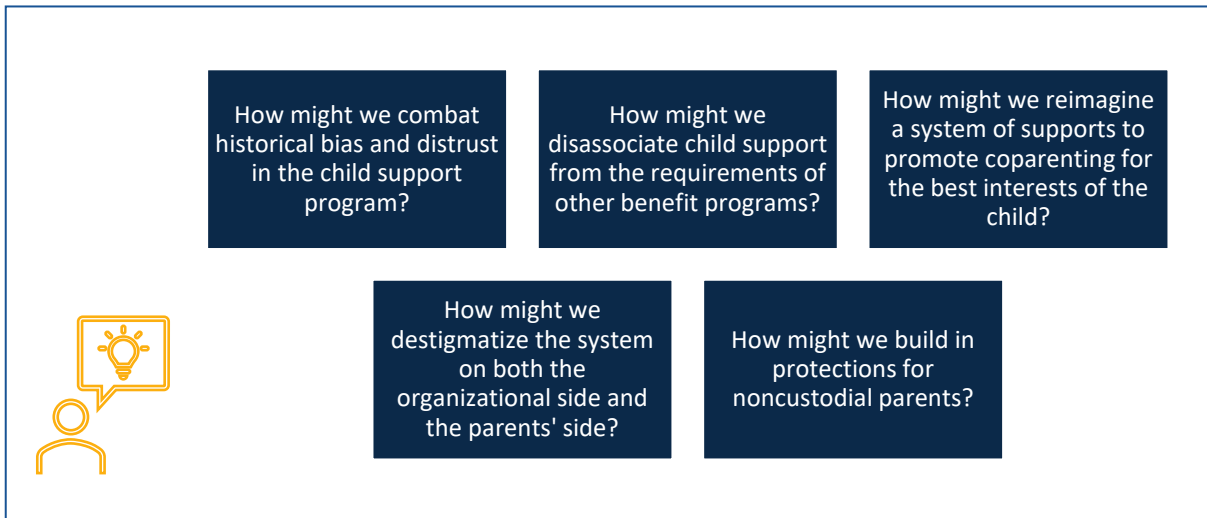 How might we combat
historical bias and distrust
in the child support
program?
How might we
disassociate child support
from the requirements of
other benefit programs?
How might we reimagine
a system of supports to
promote coparenting for
the best interests of the
child?
How might we
destigmatize the system
on both the
organizational side and
the parents' side?
How might we build in
protections for
noncustodial parents?